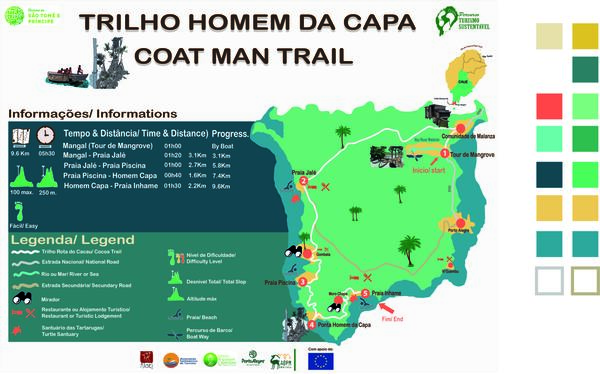 TRILHO HOMEM DA CAPA
COAT MAN TRAIL
SÃO TOMÉ E PRÍNCIPE
Percurso TURISMO SUSTENTÁVEL
Informações/ Informations
Tempo & Distância/ Time & Distance) Progress.
Mangal (Tour de Mangrove) 01h00 By Boat
Mangal - Praia Jalé 01h20 3.1KM 3.1Km
Praia Jalé - Praia Piscina 01h00 2.7KM 5.8Km
Praia Piscina - Homem Capa 00h40 1.6KM 7.4Km
Homem Capa - Praia Inhame 01h30 2.2KM 9.6Km
9.6 Km 05h30
100 max. 250 m.
Fácil/ Easy
Legenda/ Legend
Trilho Rota do Cacau/ Cocoa Trail
Estrada Nacional/ National Road
Rio ou Mar/ River or Sea
Estrada Secundária/ Secondary Road
Mirador
Restaurante ou Alojamento Turístico/
Restaurant or Turistic Lodgement
Santuário das Tartarugas/
Turtle Santuary
Nível de Dificuldade/
Difficulty Level
Desnível Total/ Total Slop
Altitude máx
Praia/ Beach
Percurso de Barco/
Boat Way
Comunidade de Malanza
1 Tour de Mangrove
Início/ start
Praia Jalé
2
Porto Alegre
Praia Piscina
3
5 Praia Inhame
Fim/ End
4
Ponta Homem da Capa
Com apoio de: